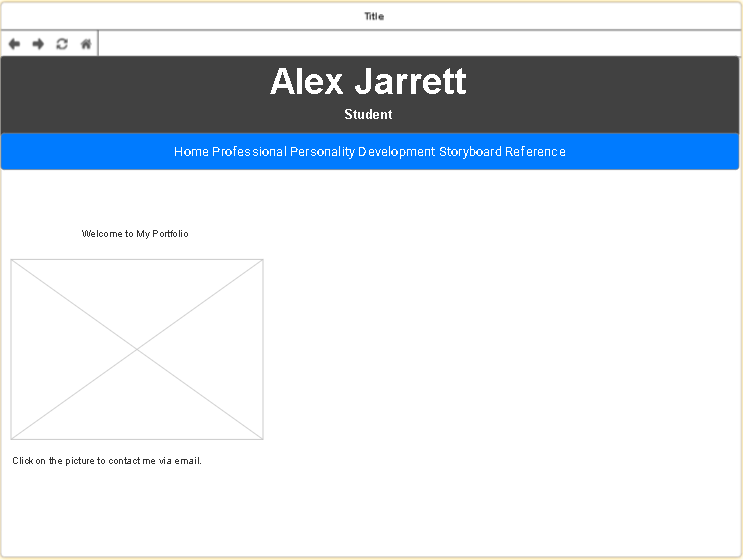 Title
Alex Jarrett
Student
Home Professional Personality Development Storyboard Reference
Welcome to My Portfolio
Click on the picture to contact me via email.